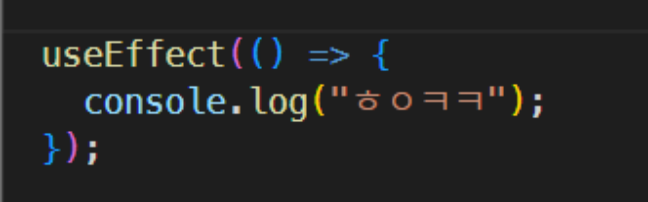 useEffect(() => {
  console.log("ㅎㅇㅋㅋ");
});